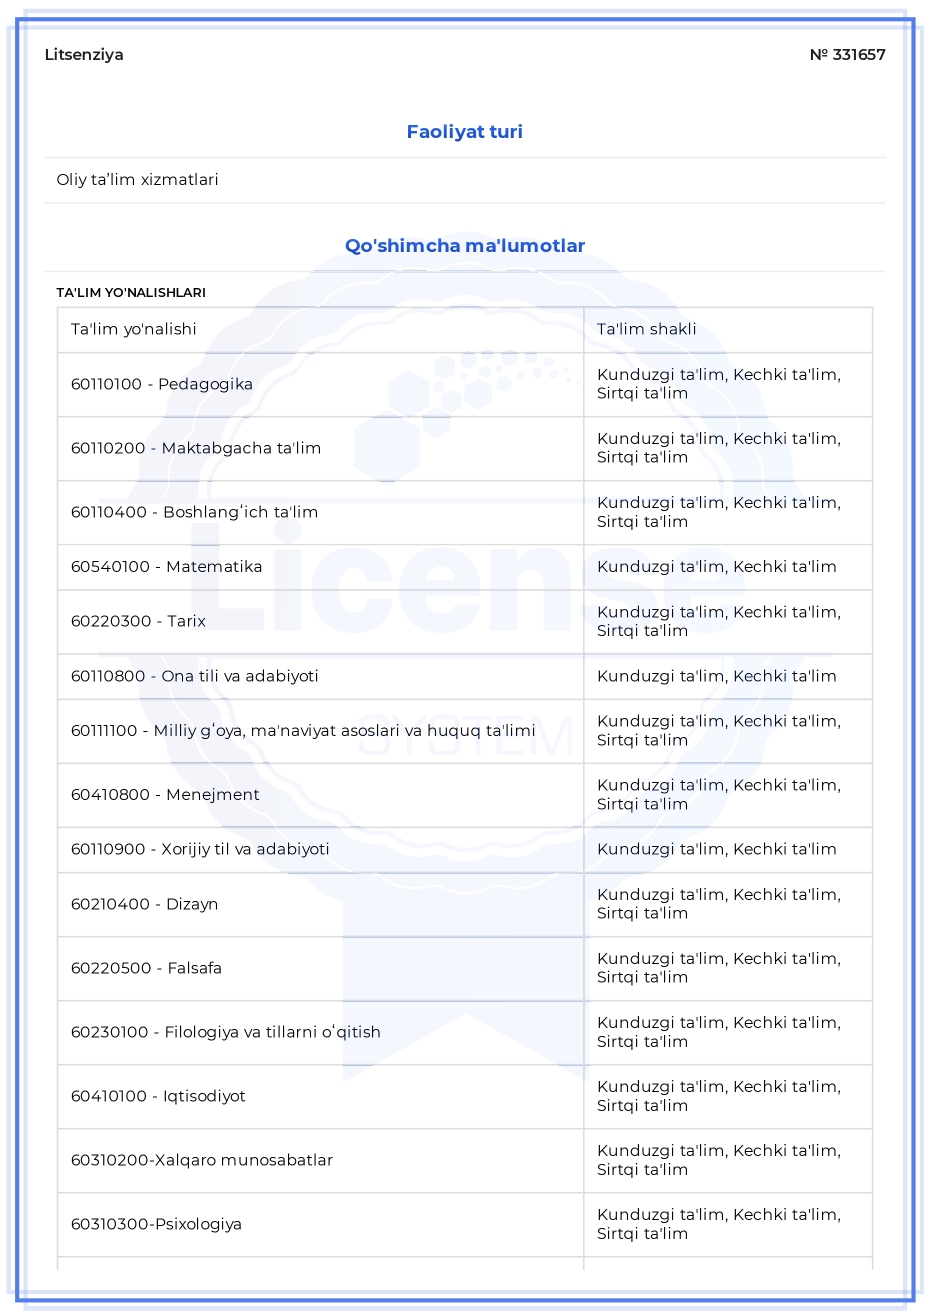 Litsenziya
№ 331657
Faoliyat turi
Oliy ta’lim xizmatlari
Qo'shimcha ma'lumotlar
TA'LIM YO'NALISHLARI
Ta'lim yo'nalishi
Ta'lim shakli
60110100 - Pedagogika
Kunduzgi ta'lim, Kechki ta'lim,
Sirtqi ta'lim
60110200 - Maktabgacha ta'lim
Kunduzgi ta'lim, Kechki ta'lim,
Sirtqi ta'lim
60110400 - Boshlangʻich ta'lim
Kunduzgi ta'lim, Kechki ta'lim,
Sirtqi ta'lim
60540100 - Matematika
Kunduzgi ta'lim, Kechki ta'lim
60220300 - Tarix
Kunduzgi ta'lim, Kechki ta'lim,
Sirtqi ta'lim
60110800 - Ona tili va adabiyoti
Kunduzgi ta'lim, Kechki ta'lim
60111100 - Milliy gʻoya, ma'naviyat asoslari va huquq ta'limi
Kunduzgi ta'lim, Kechki ta'lim,
Sirtqi ta'lim
60410800 - Menejment
Kunduzgi ta'lim, Kechki ta'lim,
Sirtqi ta'lim
60110900 - Xorijiy til va adabiyoti
Kunduzgi ta'lim, Kechki ta'lim
60210400 - Dizayn
Kunduzgi ta'lim, Kechki ta'lim,
Sirtqi ta'lim
60220500 - Falsafa
Kunduzgi ta'lim, Kechki ta'lim,
Sirtqi ta'lim
60230100 - Filologiya va tillarni oʻqitish
Kunduzgi ta'lim, Kechki ta'lim,
Sirtqi ta'lim
60410100 - Iqtisodiyot
Kunduzgi ta'lim, Kechki ta'lim,
Sirtqi ta'lim
60310200-Xalqaro munosabatlar
Kunduzgi ta'lim, Kechki ta'lim,
Sirtqi ta'lim
60310300-Psixologiya
Kunduzgi ta'lim, Kechki ta'lim,
Sirtqi ta'lim
License
SYSTEM